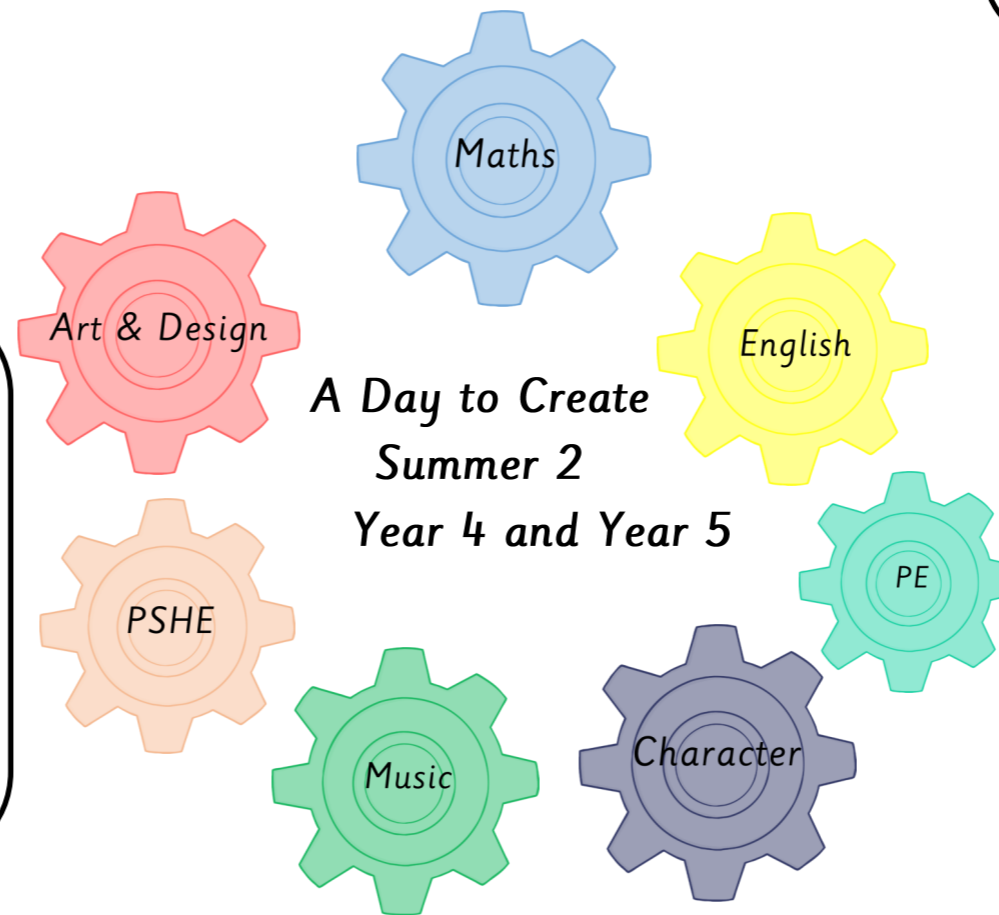 Maths
Art & Design
English
A Day to Create
Summer 2
Year 4 and Year 5
PE
PSHE
Character
Music